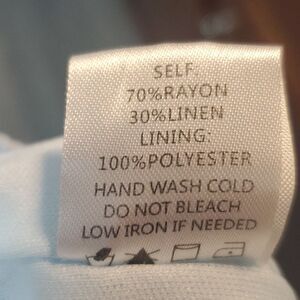 SELF:
70%RAYON
30%LINEN
LINING:
100%POLYESTER
HAND WASH COLD
DO NOT BLEACH
LOW IRON IF NEEDED